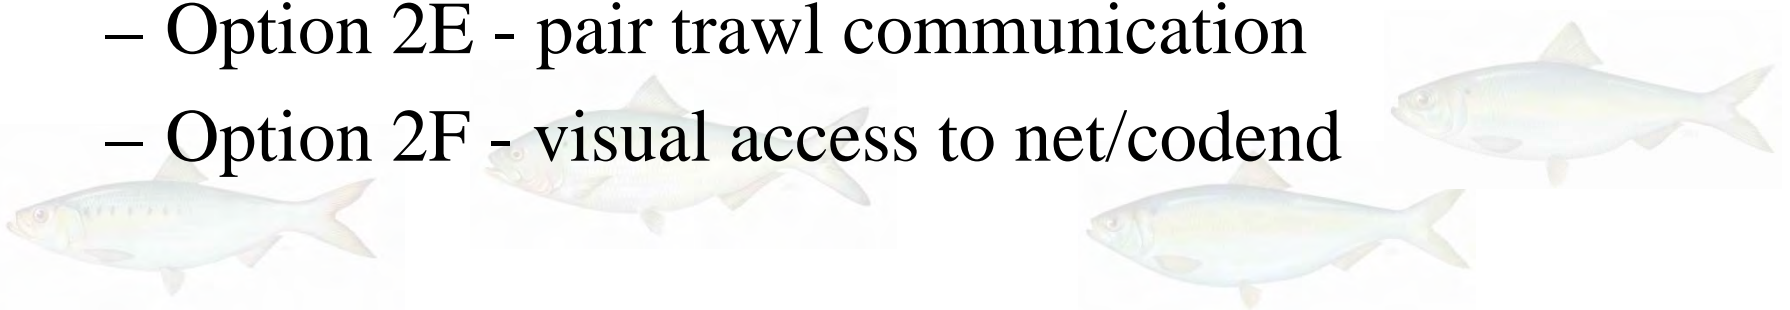 – Option 2E - pair trawl communication
– Option 2F - visual access to net/codend